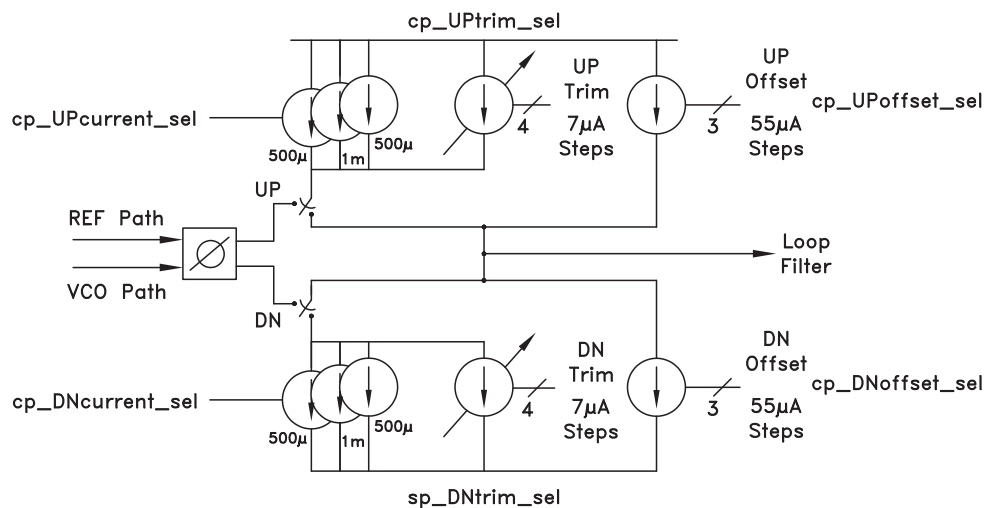 cp_UPtrim_sel
UP
Offset
UP
Trim
cp_UPcurrent_sel
cp_UPoffset_sel
4
7µA
Steps
3
55µA
Steps
500µ
1m
500µ
UP
REF Path
VCO Path
Loop
Filter
DN
DN
Offset
DN
Trim
cp_DNcurrent_sel
cp_DNoffset_sel
4
7µA
Steps
3
55µA
Steps
500µ
1m
500µ
sp_DNtrim_sel